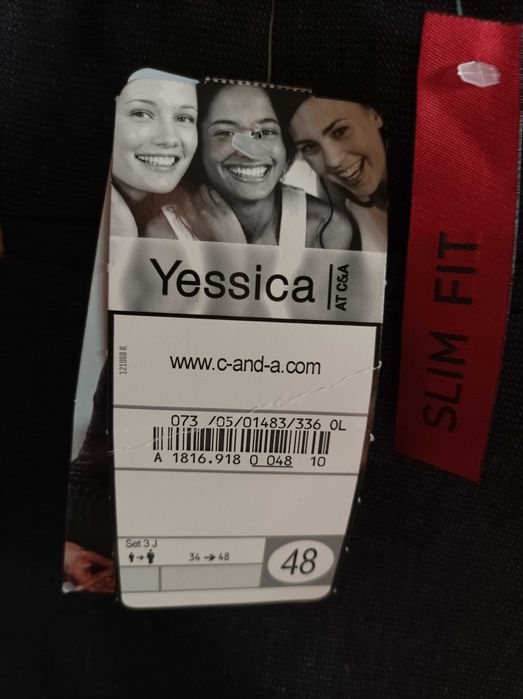 Yessica
AT C&A
121068 K
www.c-and-a.com
073 /05/01483/336 OL
A 1816.918 0 048 10
Set 3 J
34 → 48
48
SLIM FIT